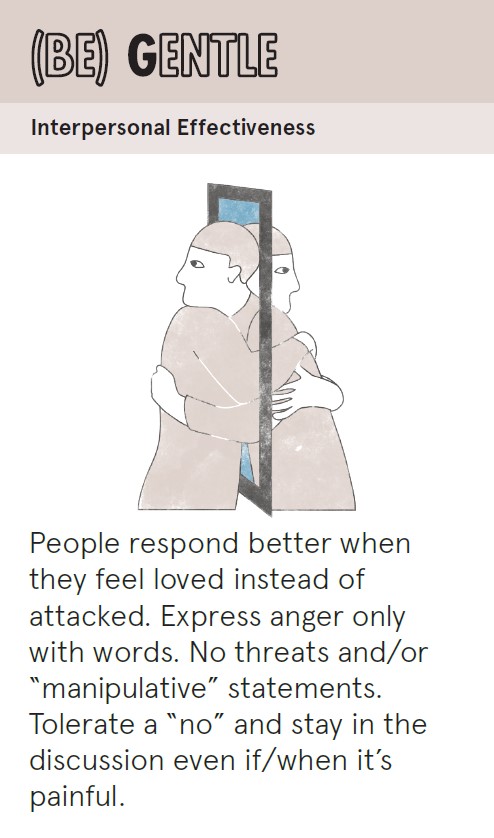 (BE) GENTLE
Interpersonal Effectiveness
People respond better when
they feel loved instead of
attacked. Express anger only
with words. No threats and/or
“manipulative” statements.
Tolerate a “no” and stay in the
discussion even if/when it’s
painful.